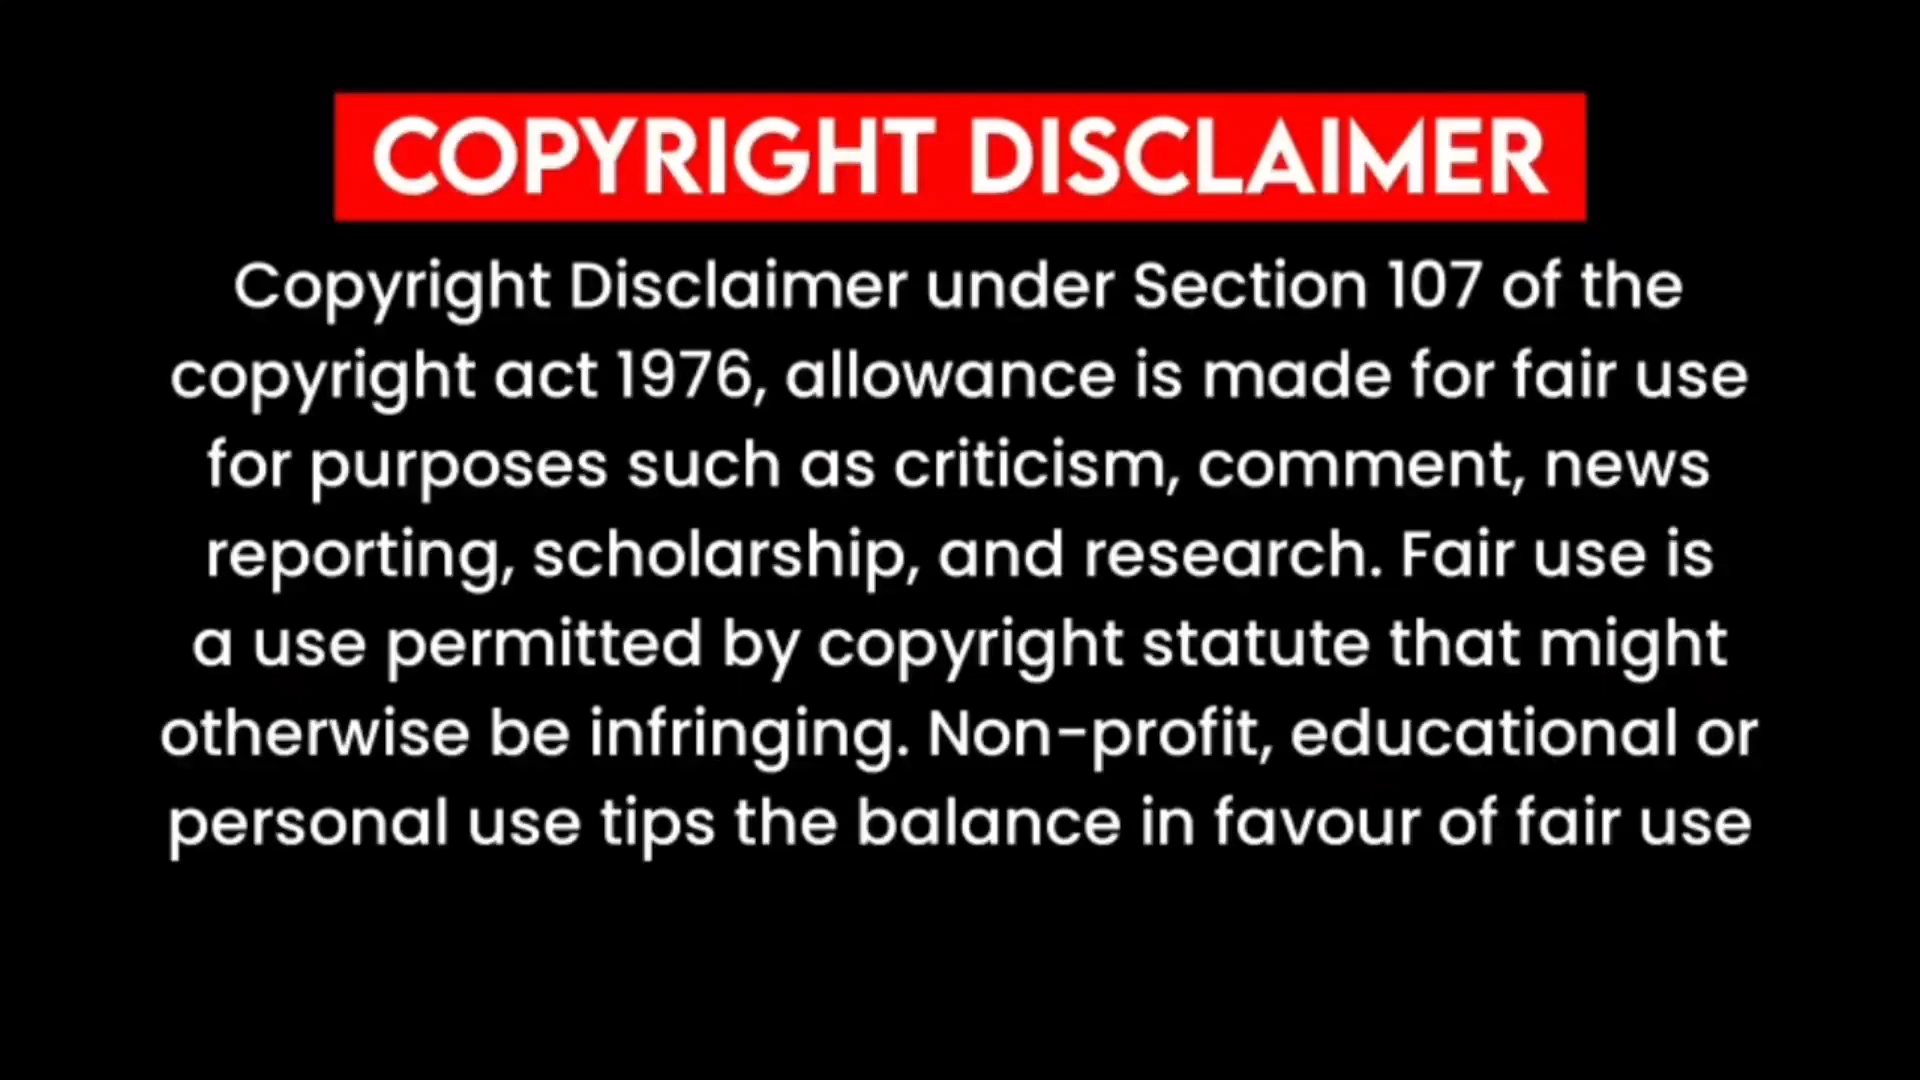 COPYRIGHT DISCLAIMER
Copyright Disclaimer under Section 107 of the
copyright act 1976, allowance is made for fair use
for purposes such as criticism, comment, news
reporting, scholarship, and research. Fair use is
a use permitted by copyright statute that might
otherwise be infringing. Non-profit, educational or
personal use tips the balance in favour of fair use